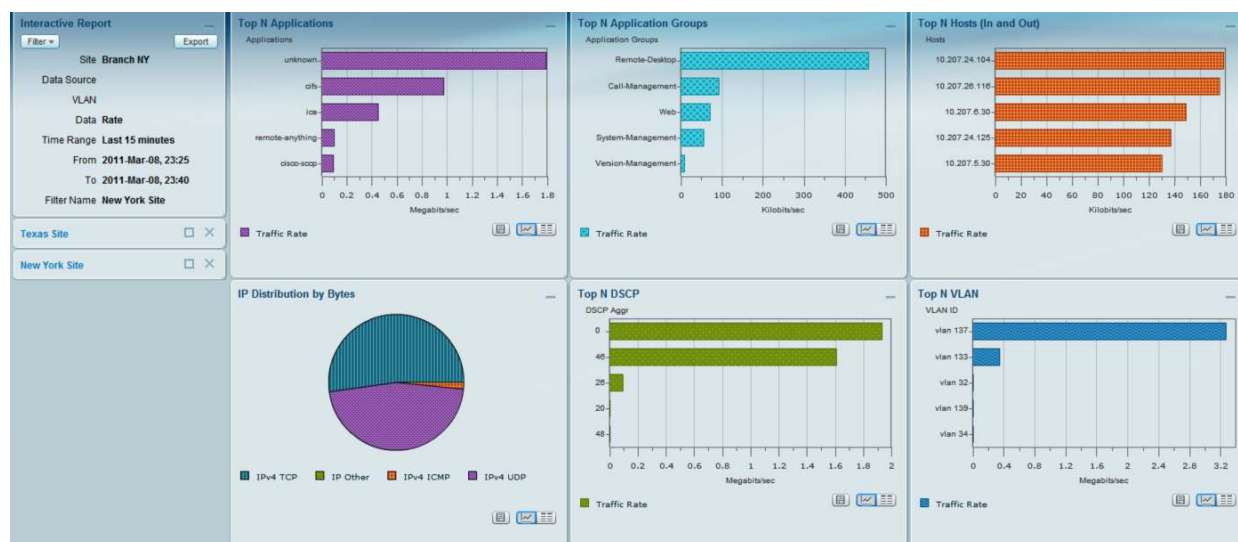 Interactive Report
Filter
Export
Site Branch NY
Data Source
VLAN
Data Rate
Time Range Last 15 minutes
From 2011-Mar-08, 23:25
To 2011-Mar-08, 23:40
Filter Name New York Site
Texas Site
New York Site
Top N Applications
Applications
unknown
cifs
ica
remote-anything
cisco-sccp
0 0.2 0.4 0.6 0.8 1 1.2 1.4 1.6 1.8
Megabits/sec
Traffic Rate
Top N Application Groups
Application Groups
Remote-Desktop
Call-Management
Web
System-Management
Version-Management
0 100 200 300 400 500
Kilobits/sec
Traffic Rate
Top N Hosts (In and Out)
Hosts
10.207.24.104
10.207.26.116
10.207.6.30
10.207.24.125
10.207.5.30
0 20 40 60 80 100 120 140 160 180
Kilobits/sec
Traffic Rate
IP Distribution by Bytes
IPv4 TCP IP Other IPv4 ICMP IPv4 UDP
Top N DSCP
DSCP Aggr
0
46
26
20
48
0 0.2 0.4 0.6 0.8 1 1.2 1.4 1.6 1.8 2
Megabits/sec
Traffic Rate
Top N VLAN
VLAN ID
vlan 137
vlan 133
vlan 32
vlan 139
vlan 34
0 0.4 0.8 1.2 1.6 2 2.4 2.8 3.2
Megabits/sec
Traffic Rate